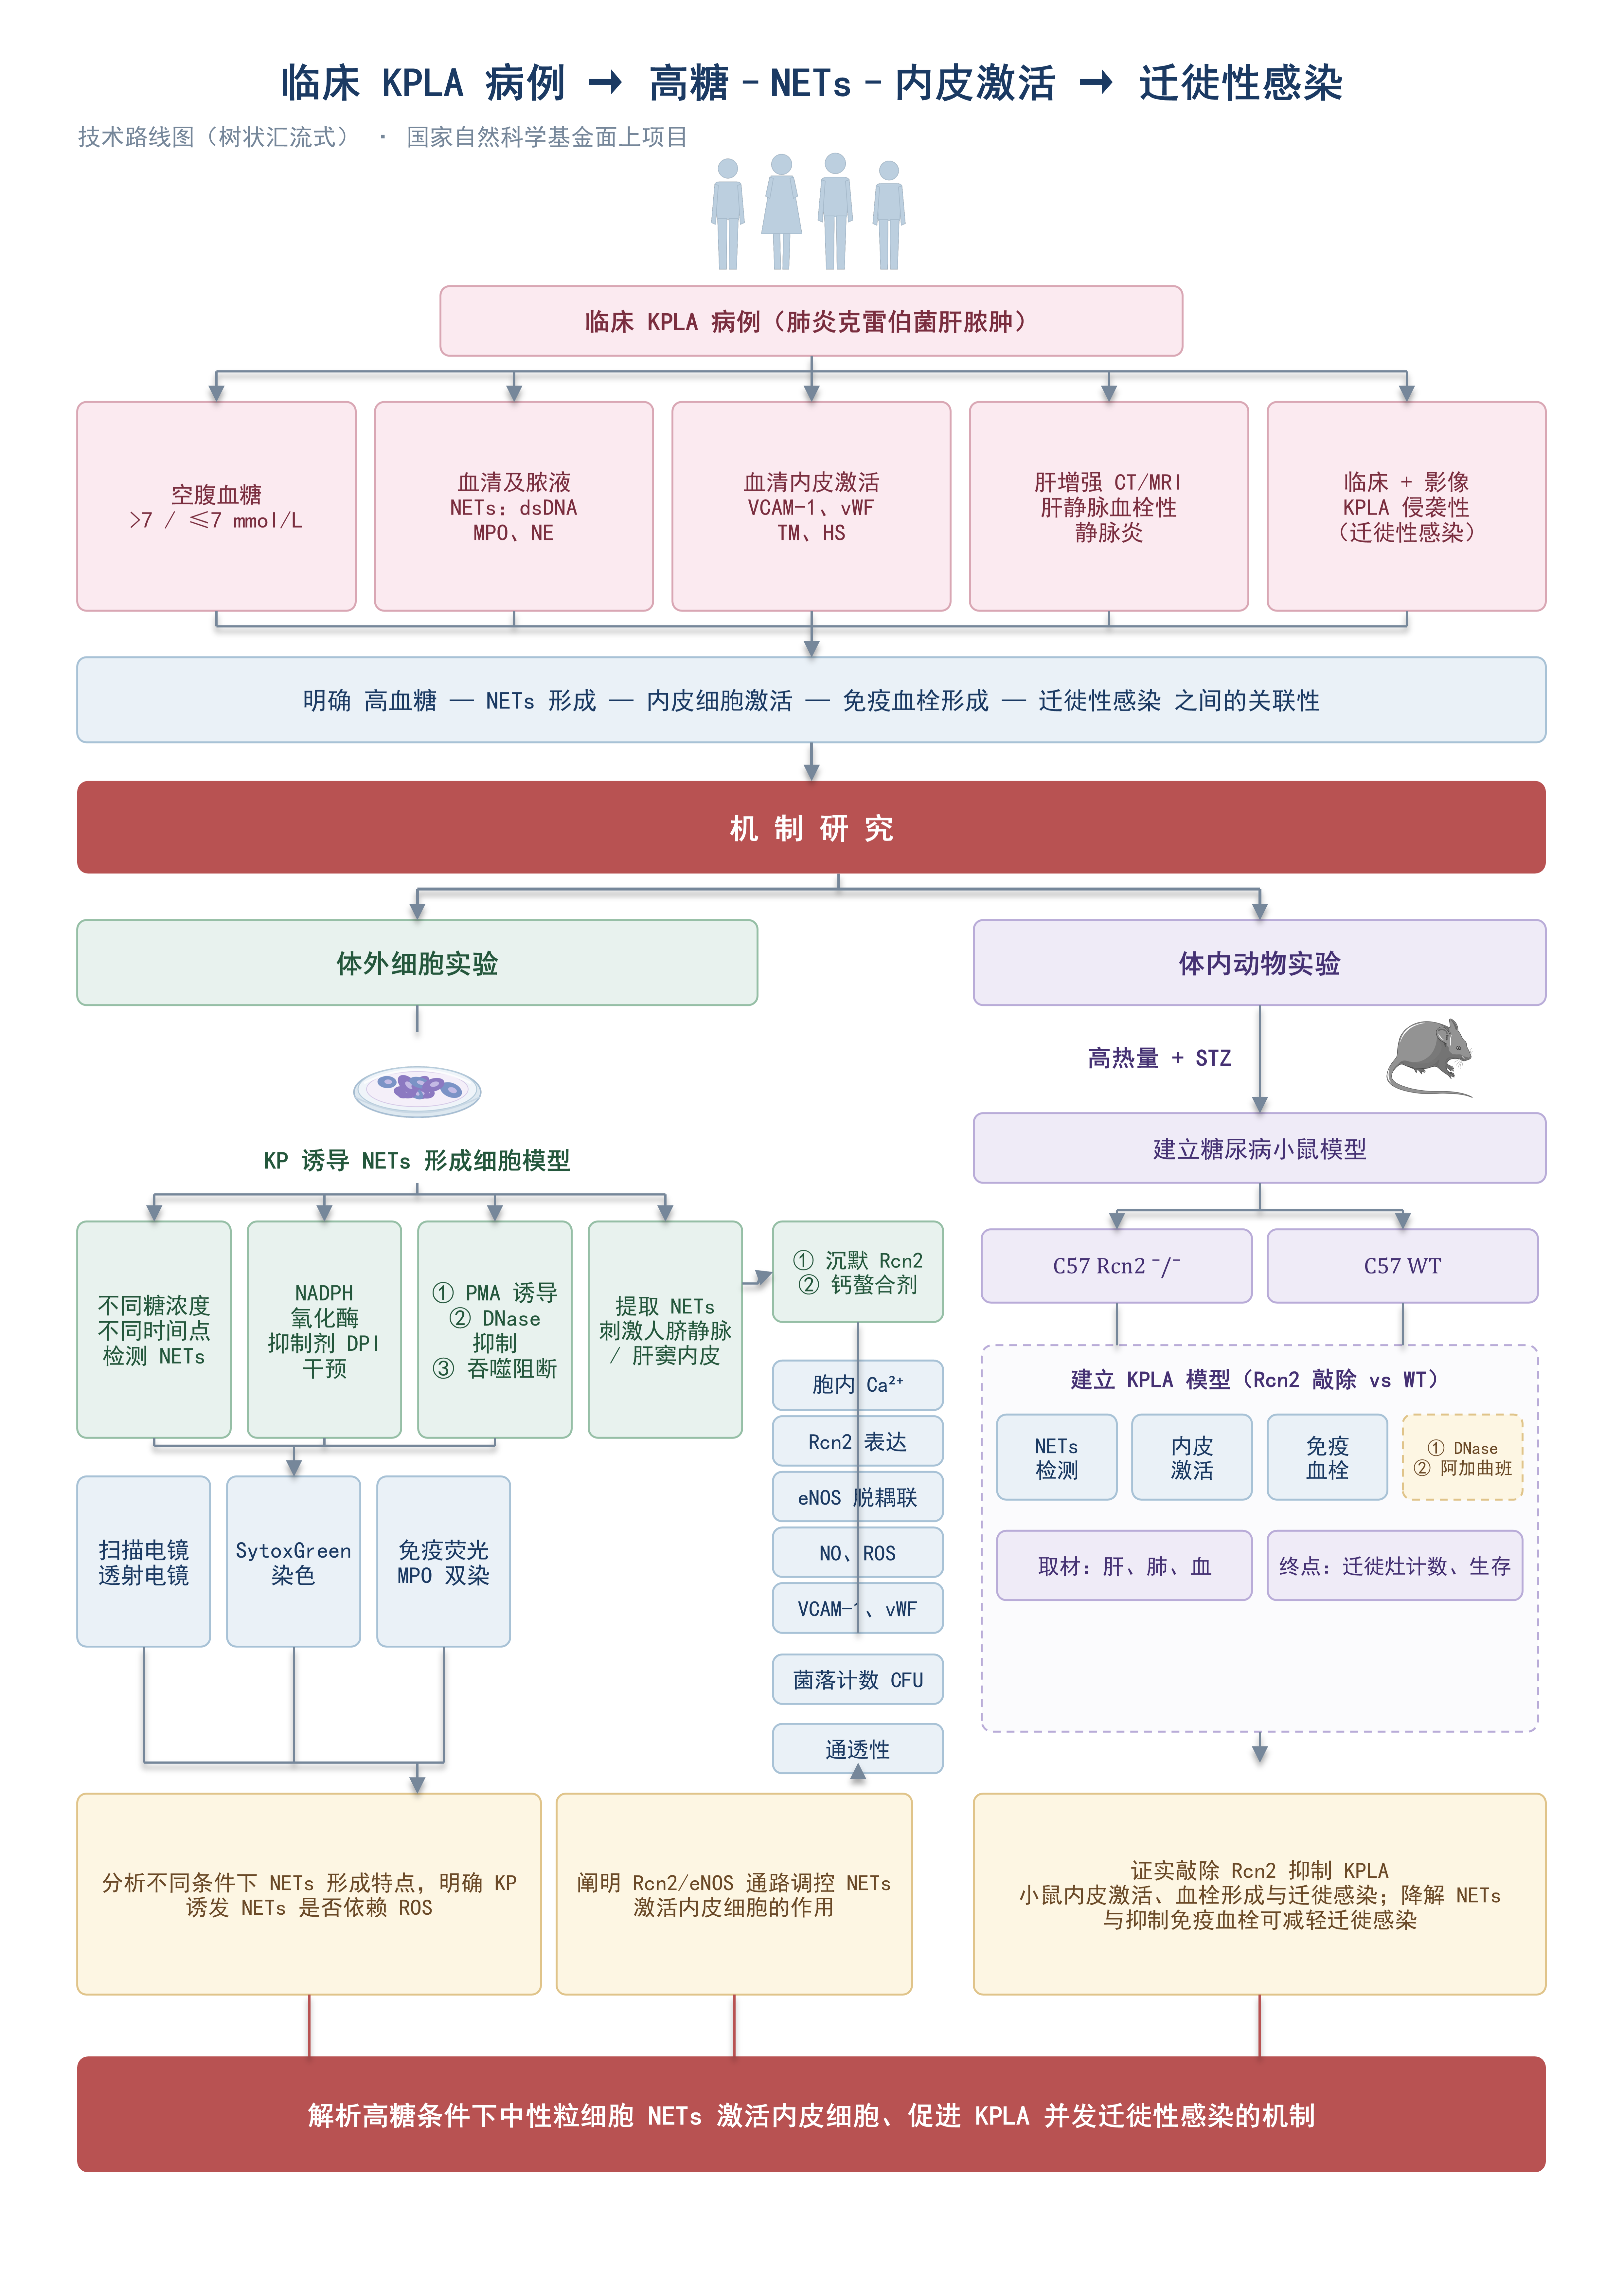 临床 KPLA 病例 → 高糖 – NETs – 内皮激活 → 迁徙性感染
技术路线图（树状汇流式） · 国家自然科学基金面上项目
临床 KPLA 病例（肺炎克雷伯菌肝脓肿）
空腹血糖
>7 / ≤7 mmol/L
血清及脓液
NETs: dsDNA
MPO、NE
血清内皮激活
VCAM-1、vWF
TM、HS
肝增强 CT/MRI
肝静脉血栓性
静脉炎
临床 + 影像
KPLA 侵袭性
（迁徙性感染）
明确 高血糖 — NETs 形成 — 内皮细胞激活 — 免疫血栓形成 — 迁徙性感染 之间的关联性
机 制 研 究
体外细胞实验
体内动物实验
高热量 + STZ
建立糖尿病小鼠模型
KP 诱导 NETs 形成细胞模型
不同糖浓度
不同时间点
检测 NETs
NADPH
氧化酶
抑制剂 DPI
干预
① PMA 诱导
② DNase
抑制
③ 吞噬阻断
提取 NETs
刺激人脐静脉
/ 肝窦内皮
① 沉默 Rcn2
② 钙螯合剂
C57 Rcn2 ⁻/⁻
C57 WT
胞内 Ca²⁺
Rcn2 表达
eNOS 脱耦联
NO、ROS
VCAM-1、vWF
菌落计数 CFU
通透性
建立 KPLA 模型（Rcn2 敲除 vs WT）
NETs
检测
内皮
激活
免疫
血栓
① DNase
② 阿加曲班
取材：肝、肺、血
终点：迁徙灶计数、生存
扫描电镜
透射电镜
SytoxGreen
染色
免疫荧光
MPO 双染
分析不同条件下 NETs 形成特点，明确 KP
诱发 NETs 是否依赖 ROS
阐明 Rcn2/eNOS 通路调控 NETs
激活内皮细胞的作用
证实敲除 Rcn2 抑制 KPLA
小鼠内皮激活、血栓形成与迁徙感染；降解 NETs
与抑制免疫血栓可减轻迁徙感染
解析高糖条件下中性粒细胞 NETs 激活内皮细胞、促进 KPLA 并发迁徙性感染的机制